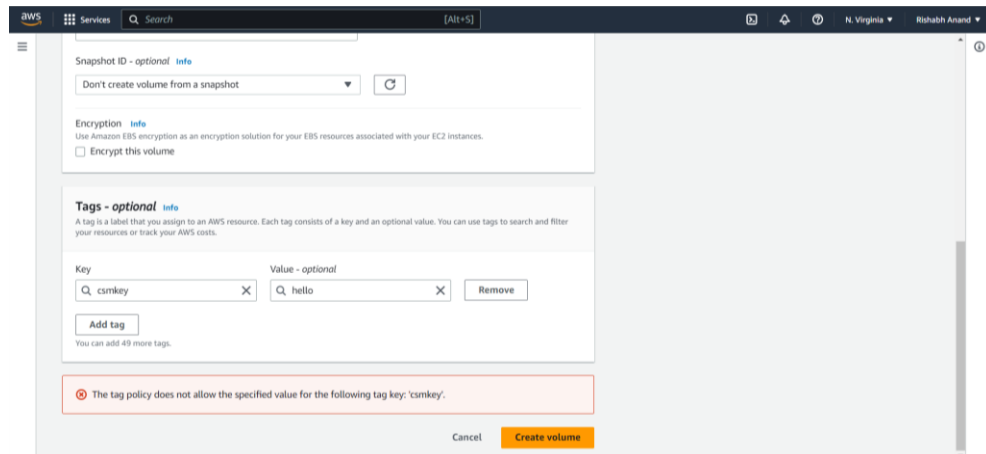 aws
Services
Search
[Alt+S]
N. Virginia
Rishabh Anand
Snapshot ID - optional Info
Don't create volume from a snapshot
Encryption Info
Use Amazon EBS encryption as an encryption solution for your EBS resources associated with your EC2 instances.
Encrypt this volume
Tags - optional Info
A tag is a label that you assign to an AWS resource. Each tag consists of a key and an optional value. You can use tags to search and filter
your resources or track your AWS costs.
Key
Value - optional
csmkey
hello
Remove
Add tag
You can add 49 more tags.
The tag policy does not allow the specified value for the following tag key: 'csmkey'.
Cancel
Create volume